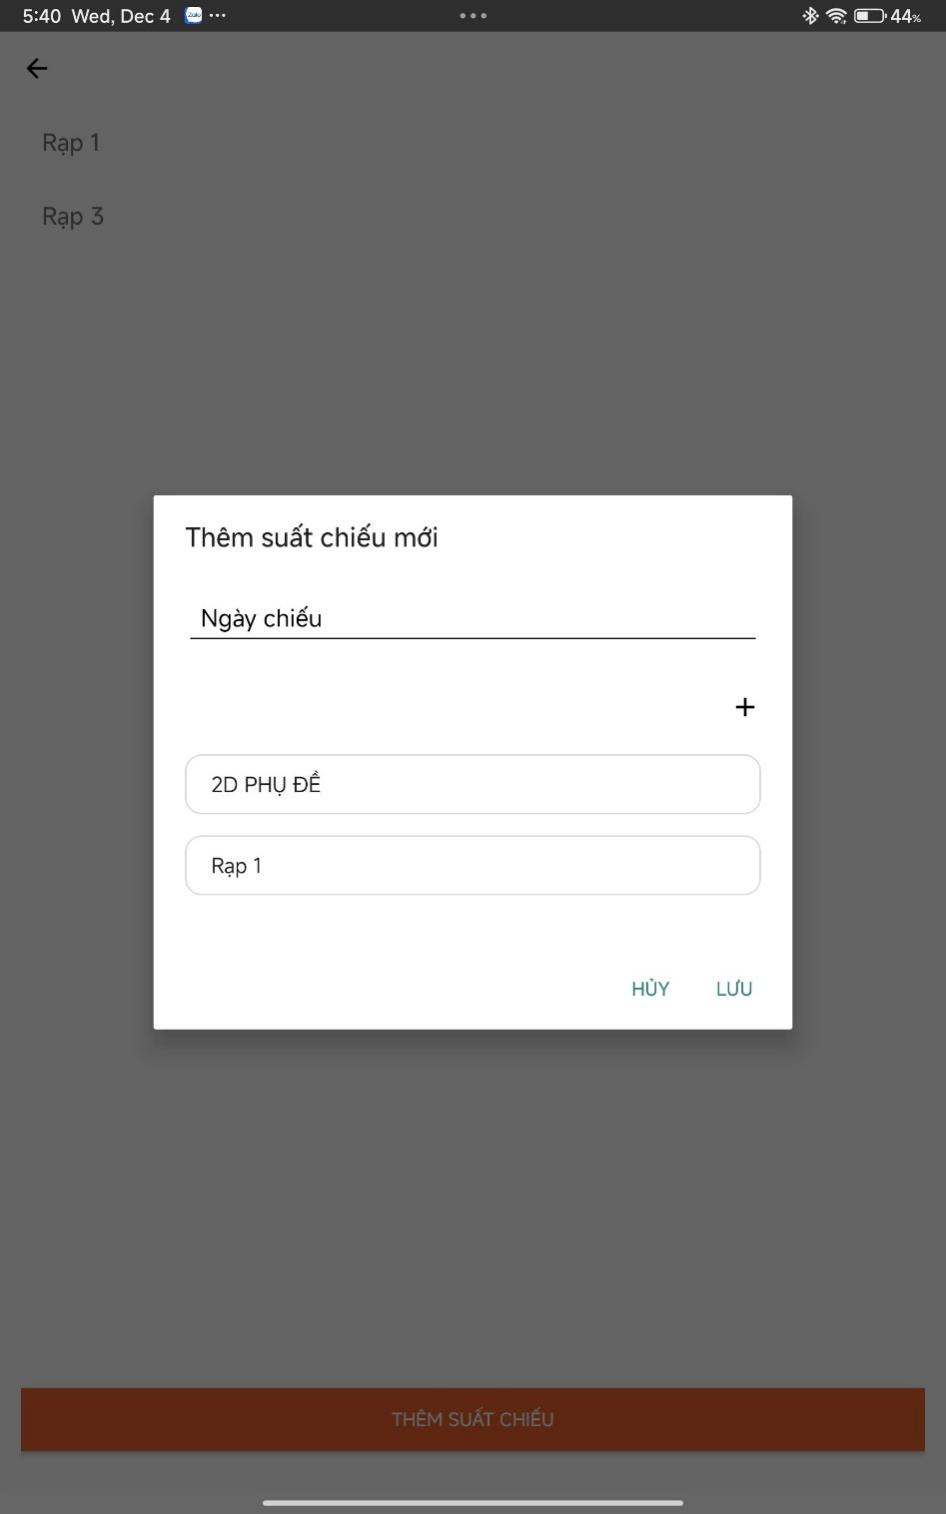 5:40 Wed, Dec 4 Zalo 44%
Rạp 1
Rạp 3
Thêm suất chiếu mới
Ngày chiếu
2D PHỤ ĐỀ
Rạp 1
HỦY LƯU
THÊM SUẤT CHIẾU